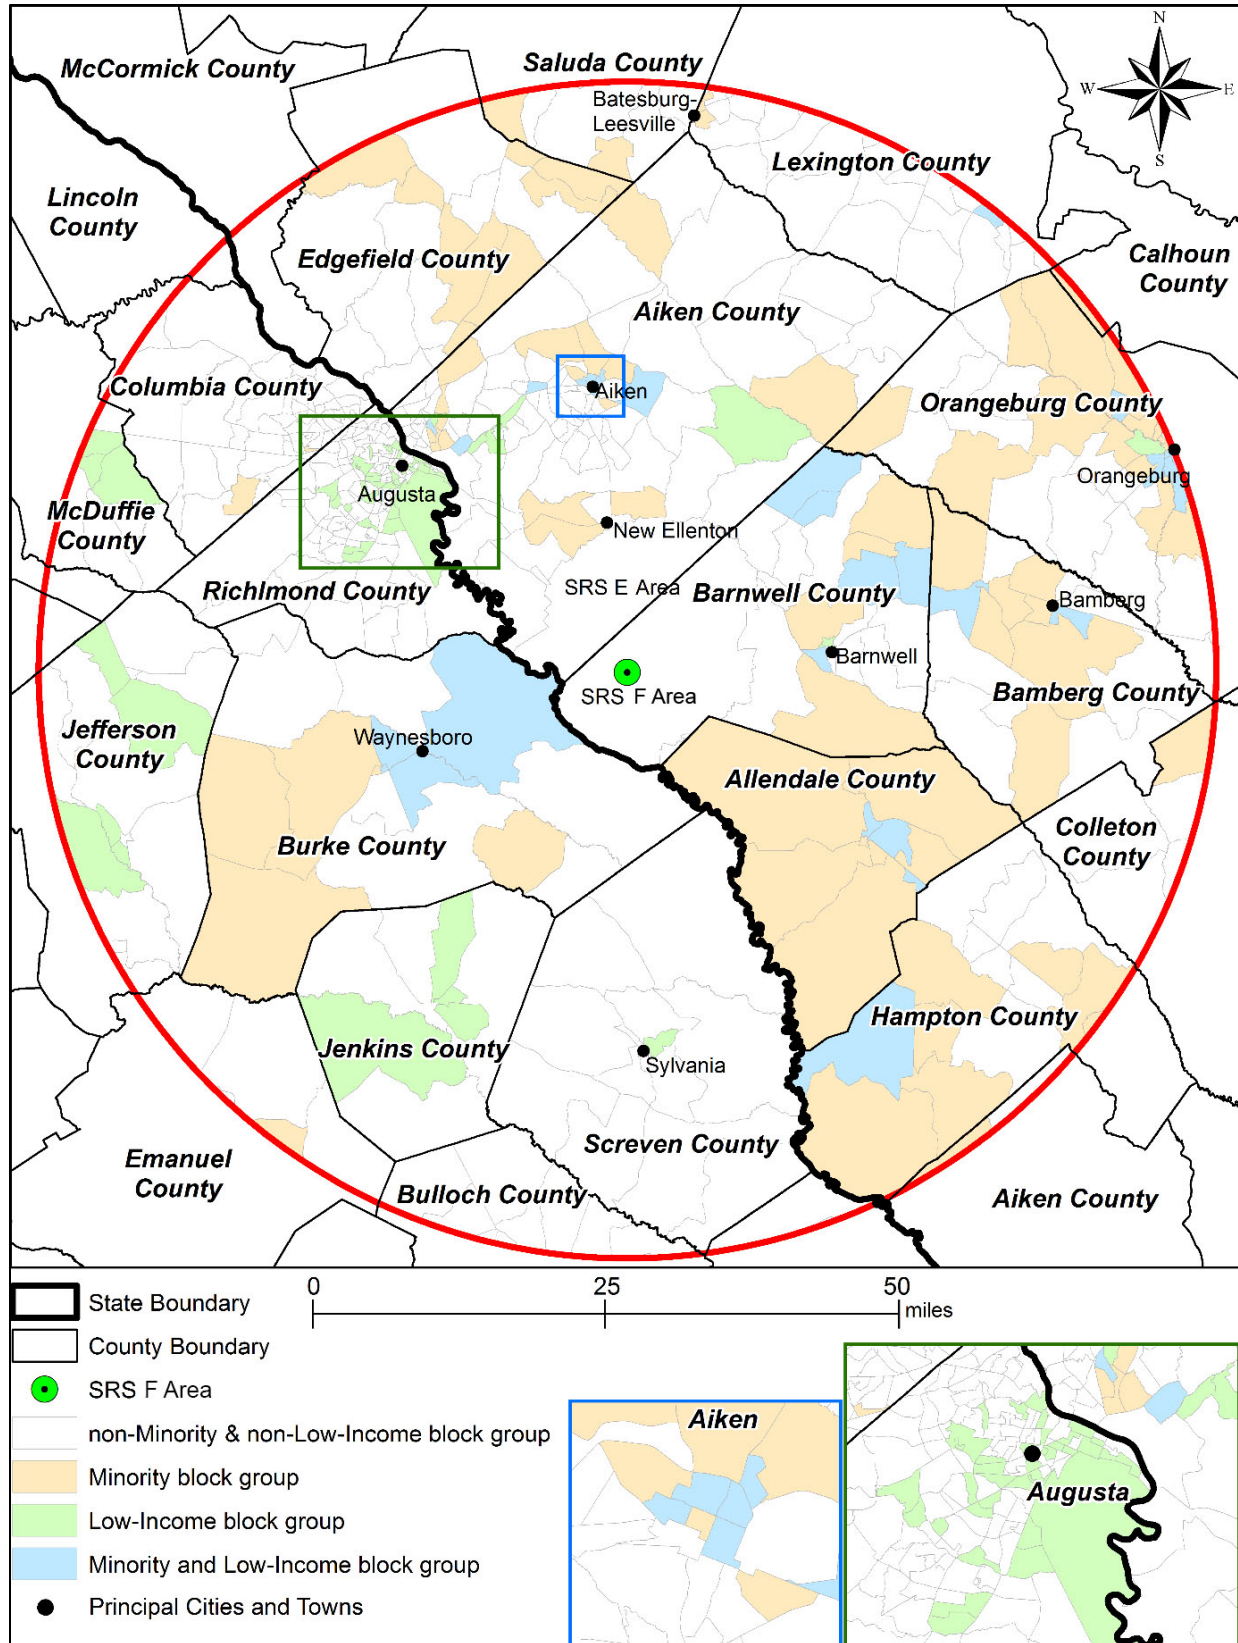 N
W
E
S
McCormick County
Saluda County
Batesburg-
Leesville
Lexington County
Lincoln
County
Calhoun
County
Edgefield County
Aiken County
Columbia County
Aiken
Orangeburg County
Orangeburg
Augusta
McDuffie
County
New Ellenton
SRS E Area
Richlmond County
Barnwell County
Bamberg
Barnwell
SRS F Area
Bamberg County
Jefferson
County
Waynesboro
Allendale County
Colleton
County
Burke County
Hampton County
Jenkins County
Sylvania
Screven County
Emanuel
County
Bulloch County
Aiken County
0
25
50
miles
State Boundary
County Boundary
SRS F Area
non-Minority & non-Low-Income block group
Minority block group
Low-Income block group
Minority and Low-Income block group
Principal Cities and Towns
Aiken
Augusta